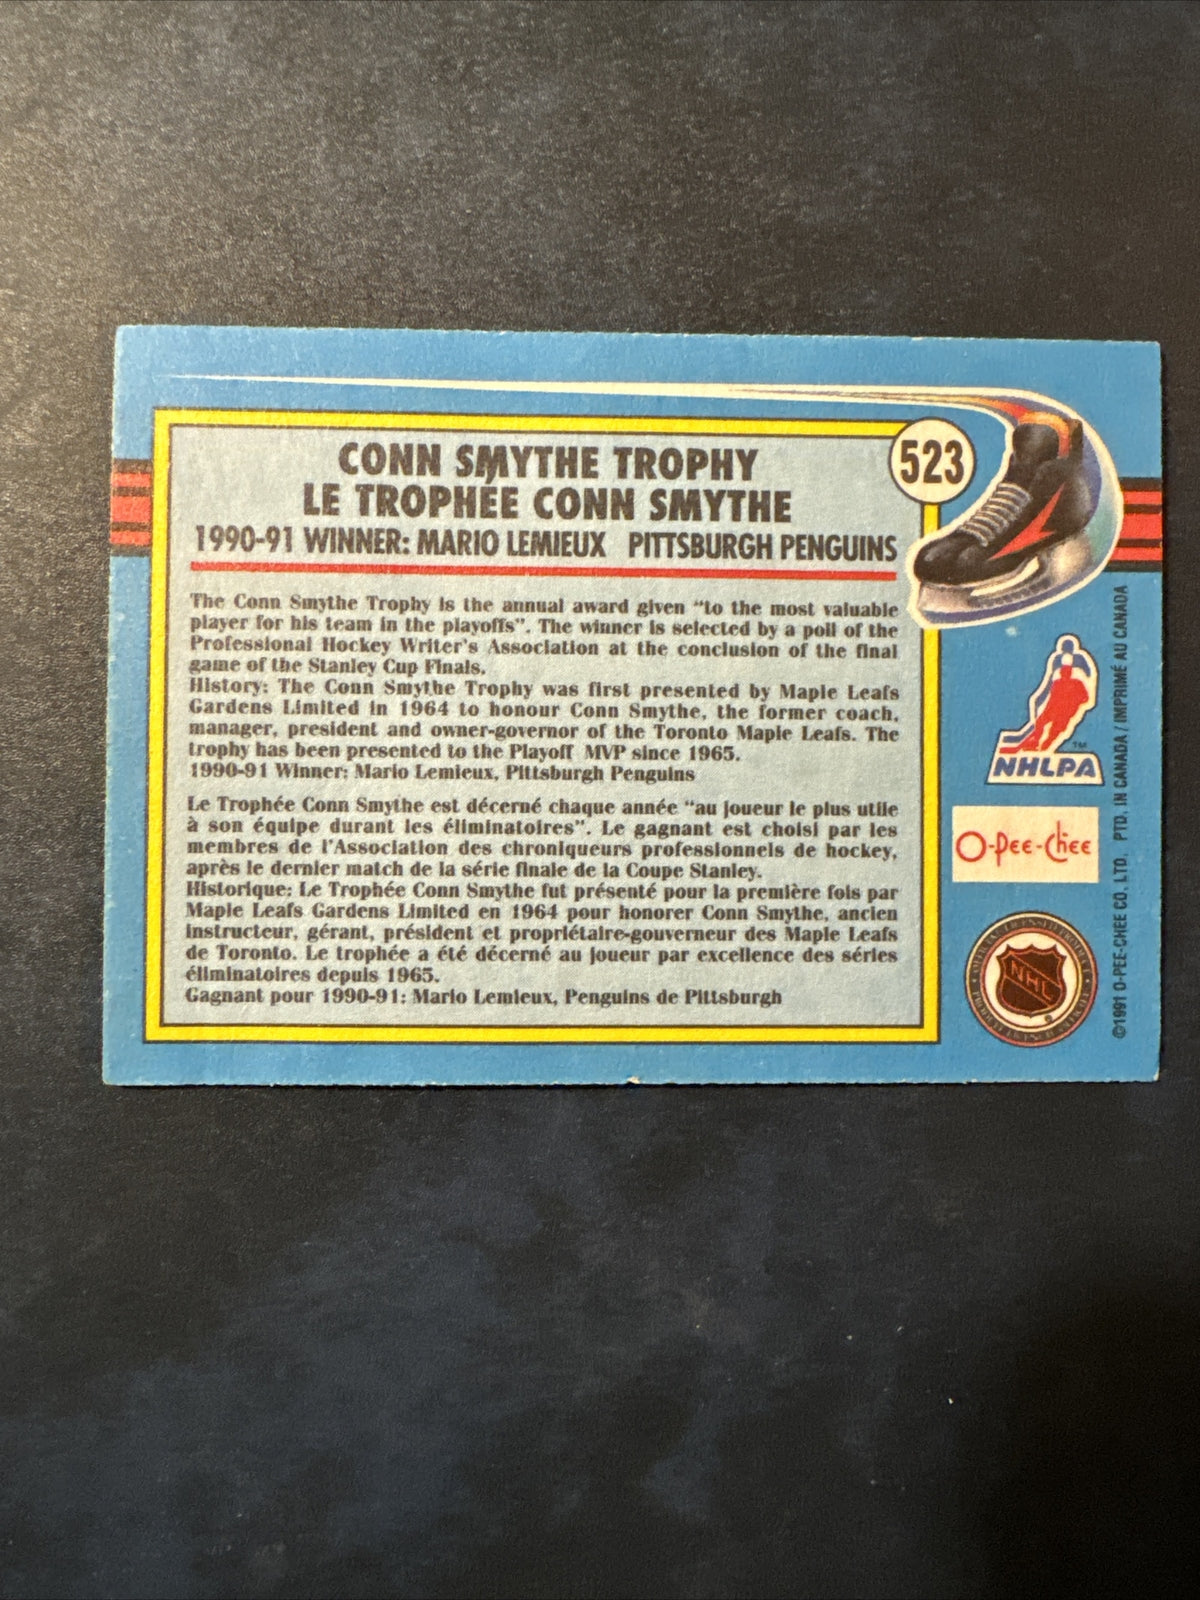 CONN SMYTHE TROPHY
LE TROPHÉE CONN SMYTHE
1990-91 WINNER: MARIO LEMIEUX PITTSBURGH PENGUINS
523
The Conn Smythe Trophy is the annual award given "to the most valuable
player for his team in the playoffs". The winner is selected by a poll of the
Professional Hockey Writer's Association at the conclusion of the final
game of the Stanley Cup Finals.
History: The Conn Smythe Trophy was first presented by Maple Leafs
Gardens Limited in 1964 to honour Conn Smythe, the former coach,
manager, president and owner-governor of the Toronto Maple Leafs. The
trophy has been presented to the Playoff MVP since 1965.
1990-91 Winner: Mario Lemieux, Pittsburgh Penguins
Le Trophée Conn Smythe est décerné chaque année "au joueur le plus utile
à son équipe durant les éliminatoires". Le gagnant est choisi par les
membres de l'Association des chroniqueurs professionnels de hockey,
après le dernier match de la série finale de la Coupe Stanley.
Historique: Le Trophée Conn Smythe fut présenté pour la première fois par
Maple Leafs Gardens Limited en 1964 pour honorer Conn Smythe, ancien
instructeur, gérant, président et propriétaire-gouverneur des Maple Leafs
de Toronto. Le trophée a été décerné au joueur par excellence des séries
éliminatoires depuis 1965.
Gagnant pour 1990-91: Mario Lemieux, Penguins de Pittsburgh
TM
NHLPA
O-Pee-Chee
NHL
©1991 O-PEE-CHEE CO. LTD. PTD. IN CANADA / IMPRIMÉ AU CANADA